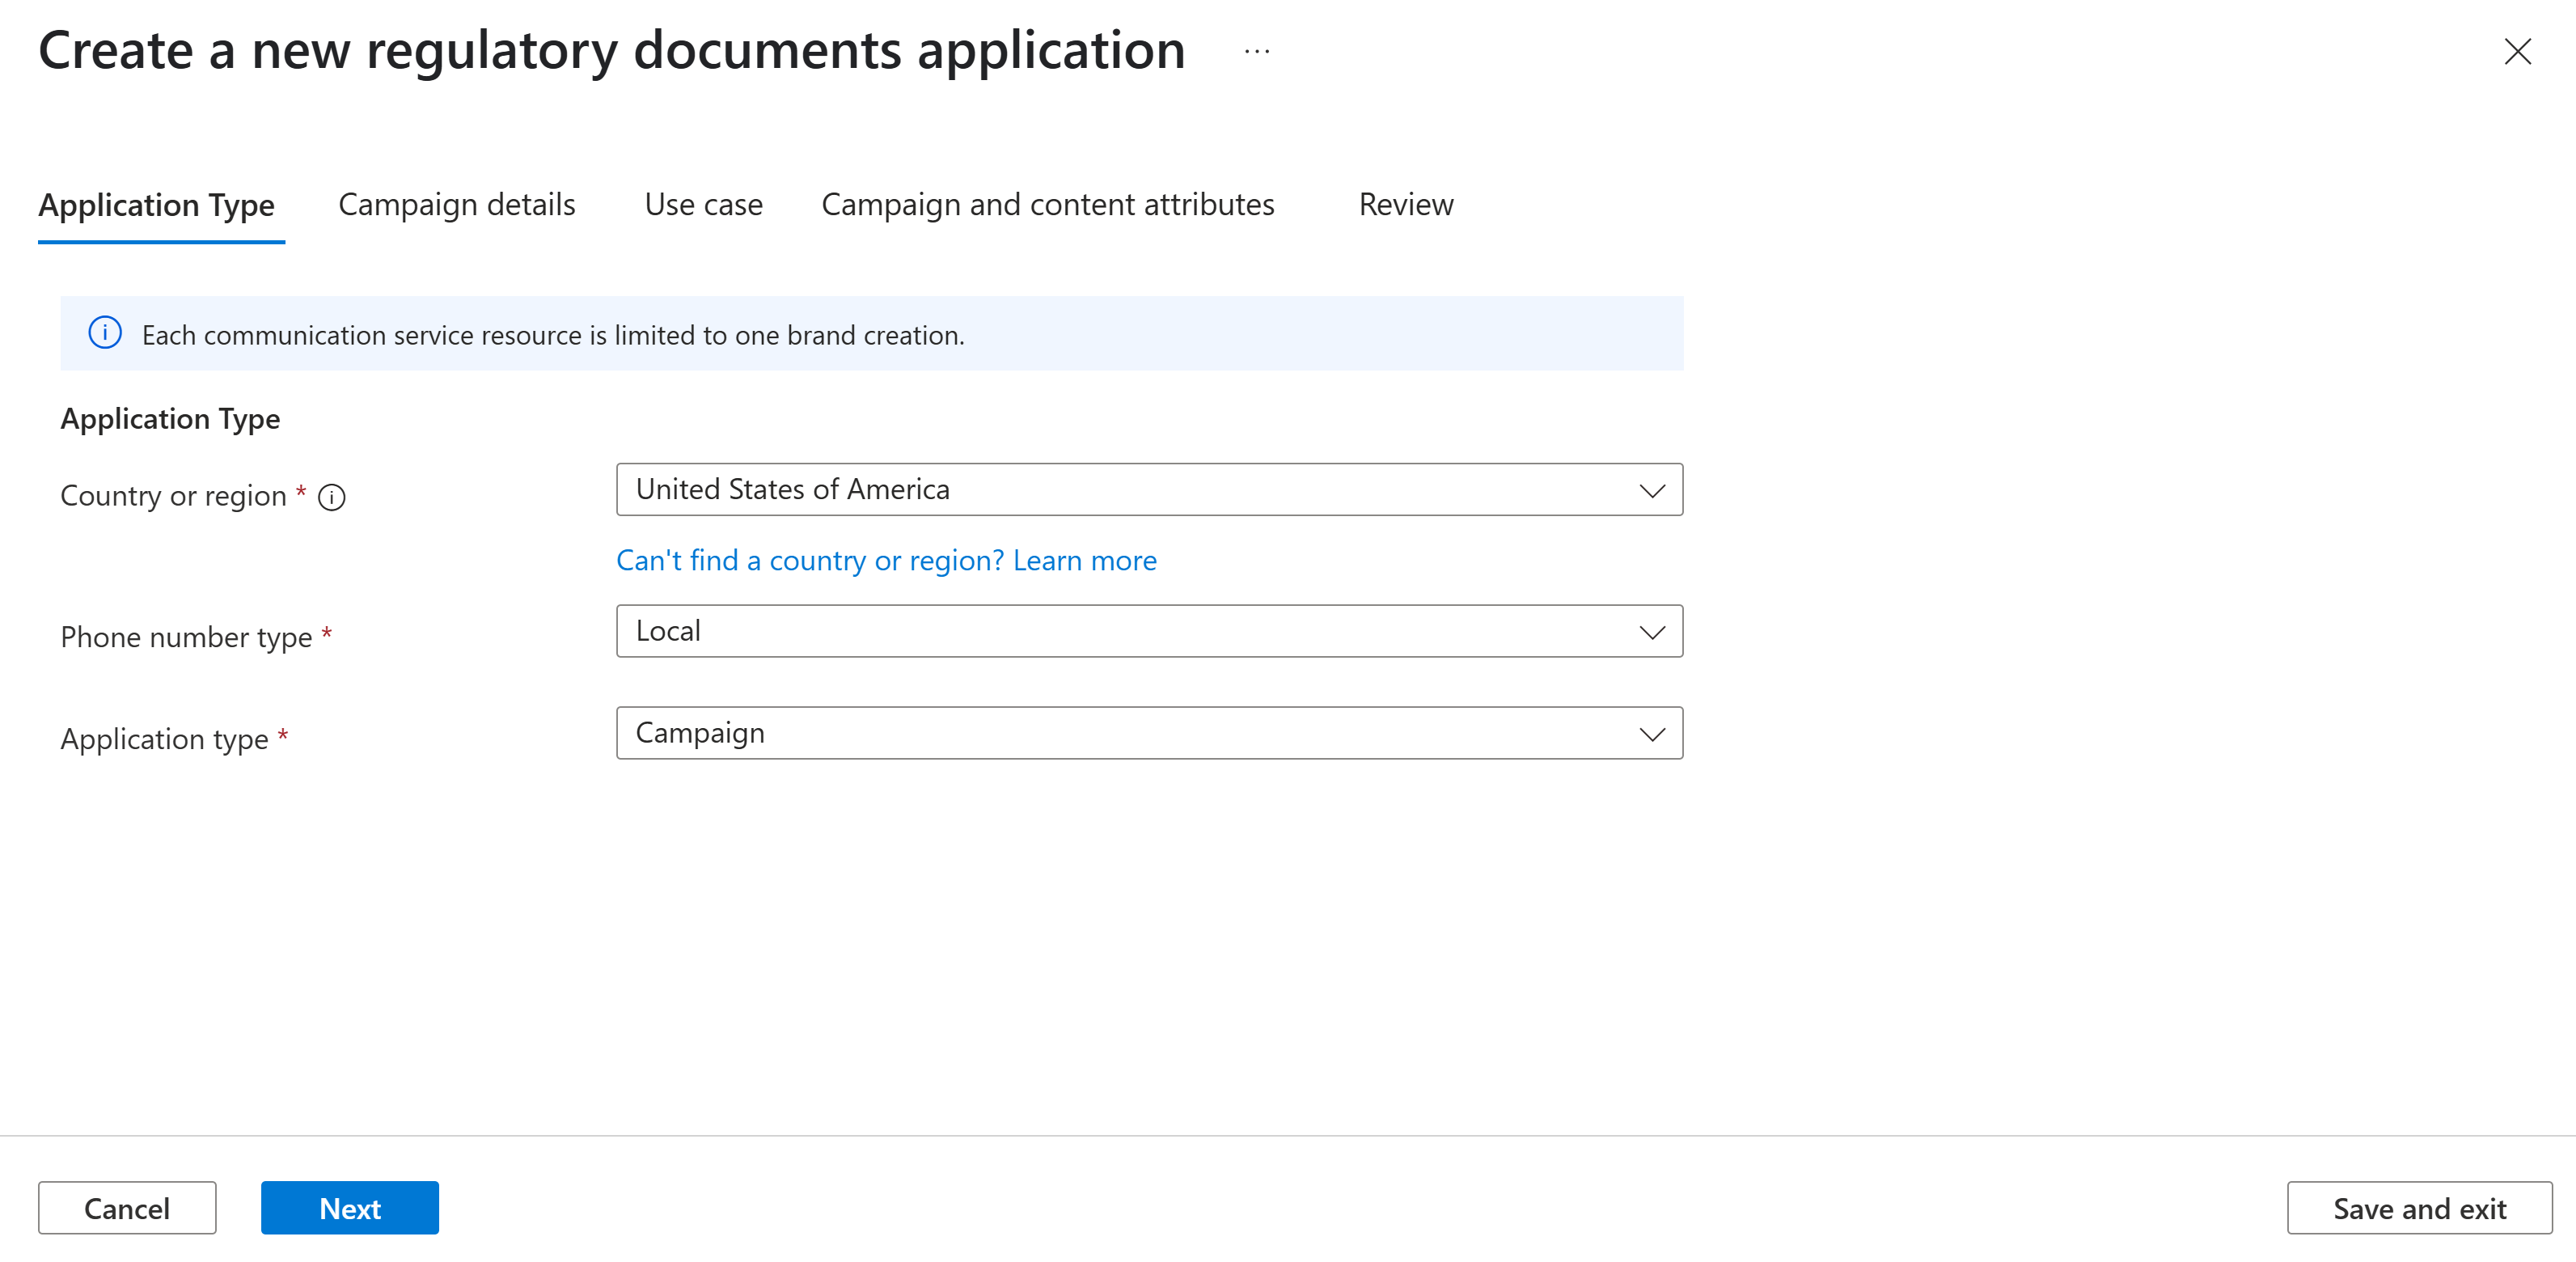 Create a new regulatory documents application ...
Application Type Campaign details Use case Campaign and content attributes Review
Each communication service resource is limited to one brand creation.
Application Type
Country or region * United States of America
Can't find a country or region? Learn more
Phone number type * Local
Application type * Campaign
Cancel Next Save and exit